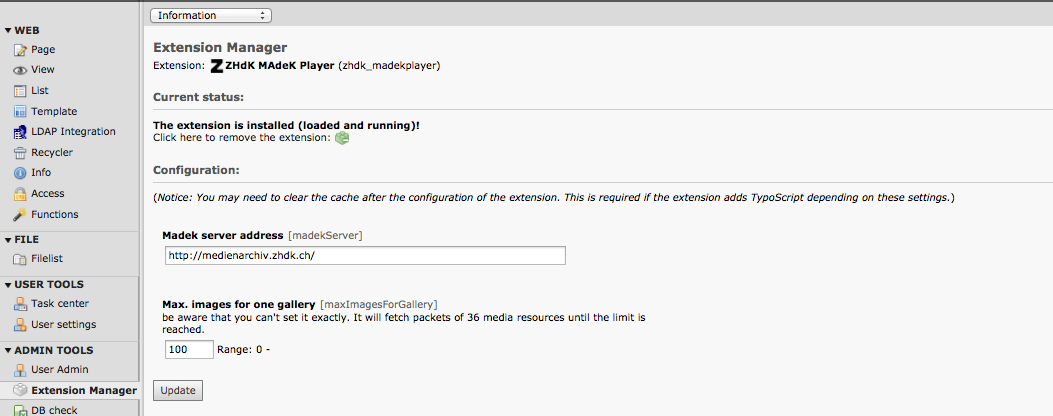 Information
WEB
Page
View
List
Template
LDAP Integration
Recycler
Info
Access
Functions
FILE
Filelist
USER TOOLS
Task center
User settings
ADMIN TOOLS
User Admin
Extension Manager
DB check
Extension Manager
Extension: Z ZHdK MAdeK Player (zhdk_madekplayer)
Current status:
The extension is installed (loaded and running)!
Click here to remove the extension:
Configuration:
(Notice: You may need to clear the cache after the configuration of the extension. This is required if the extension adds TypoScript depending on these settings.)
Madek server address [madekServer]
http://medienarchiv.zhdk.ch/
Max. images for one gallery [maxImagesForGallery]
be aware that you can't set it exactly. It will fetch packets of 36 media resources until the limit is
reached.
100 Range: 0 -
Update